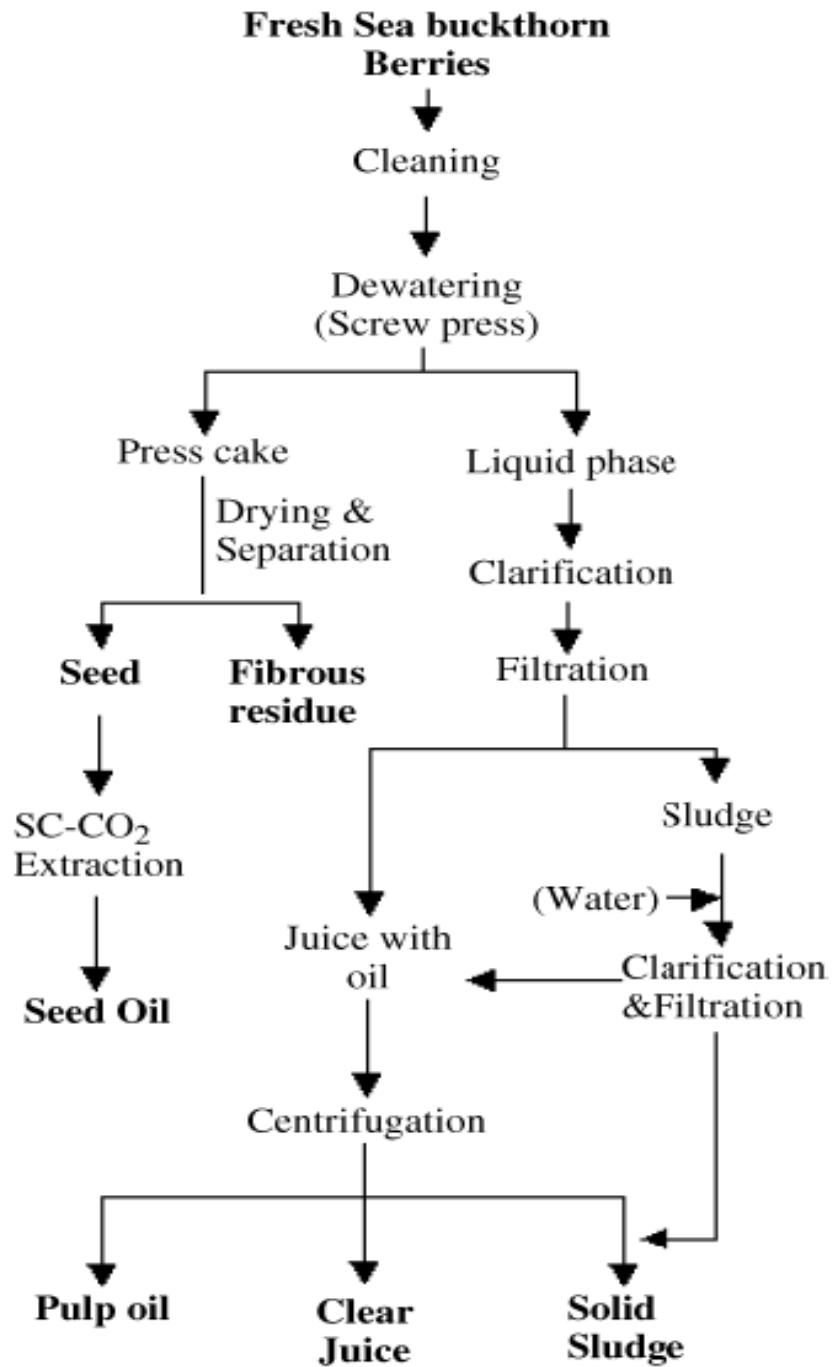 Fresh Sea buckthorn
Berries
Cleaning
Dewatering
(Screw press)
Press cake
Liquid phase
Drying &
Separation
Clarification
Seed
Fibrous
residue
Filtration
SC-CO₂
Extraction
Sludge
(Water)
Juice with
oil
Clarification
&Filtration
Seed Oil
Centrifugation
Pulp oil
Clear
Juice
Solid
Sludge